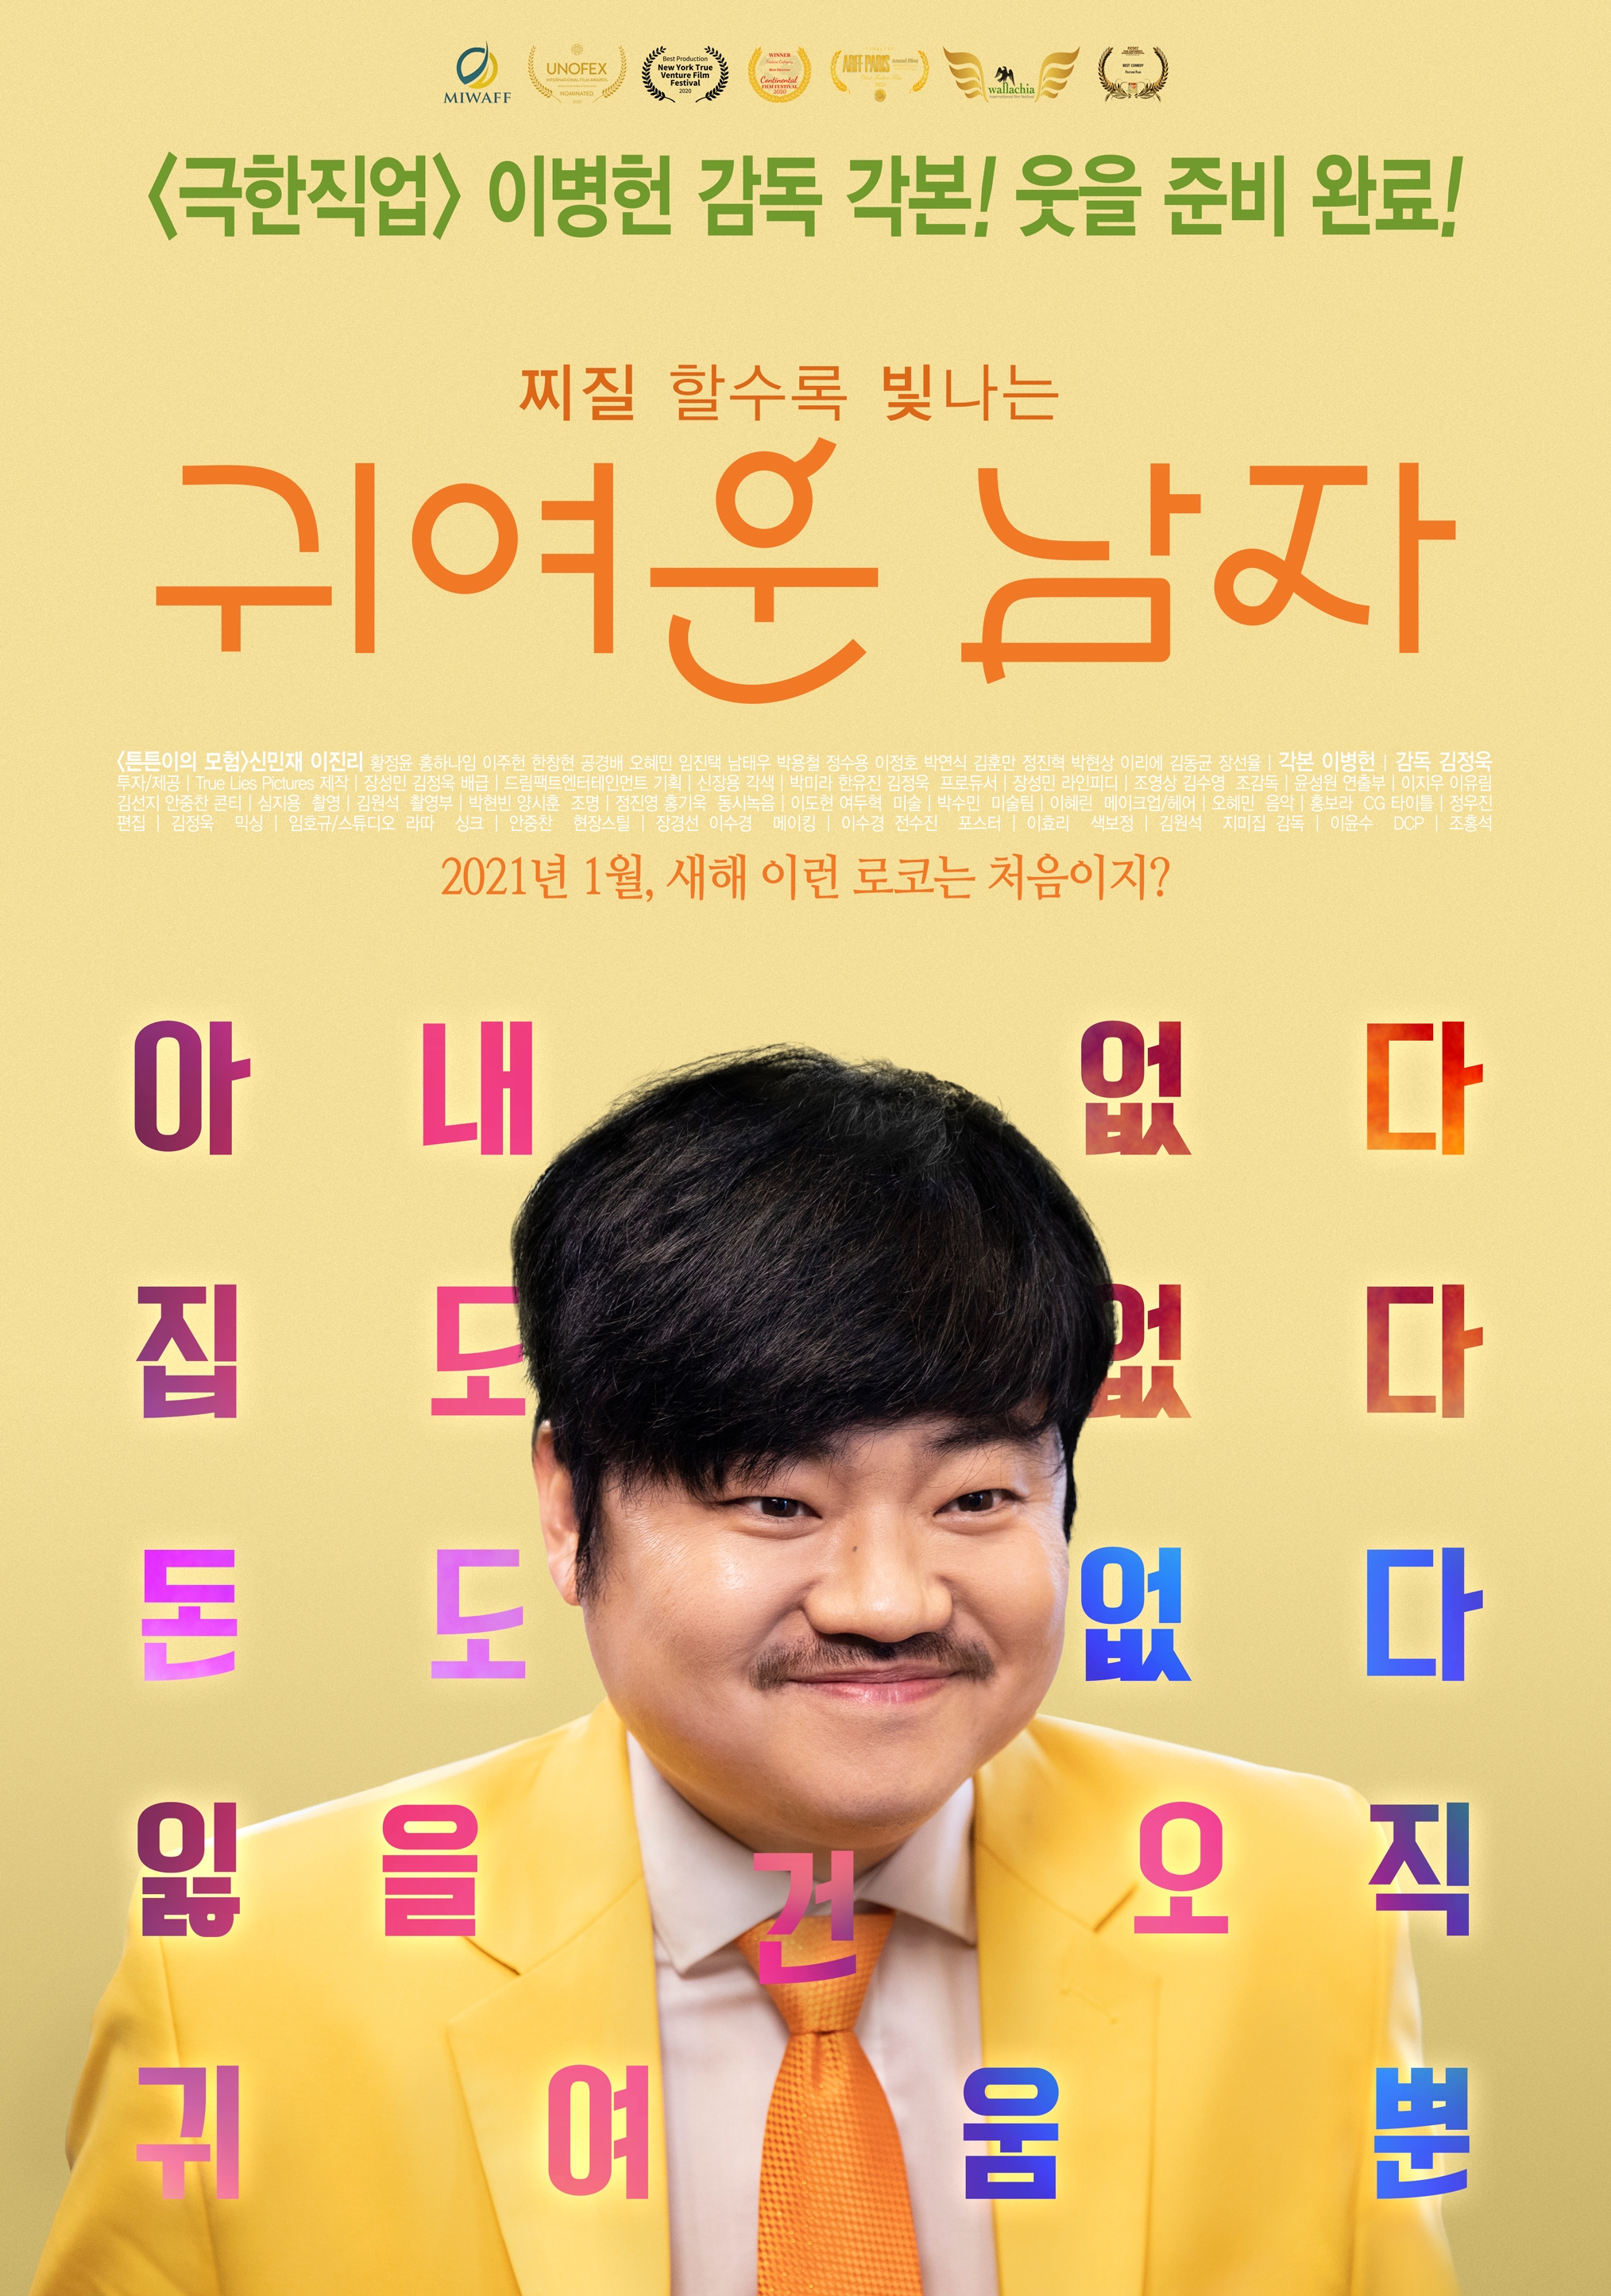 MIWAFF
UNOFEX
NOMINATED
Best Production
New York True
Venture Film
Festival
2020
WINNER
Continental
FILM FESTIVAL
2020
ARFF PARIS
wallachia
international film festival
BEST COMEDY
<극한직업> 이병헌 감독 각본! 웃을 준비 완료!
찌질 할수록 빛나는
귀여운 남자
<튼튼이의 모험>신민재 이진리 황정윤 홍하나임 이주헌 한창현 공경배 오혜민 임진택 남태우 박용철 정수용 이정호 박연식 김훈만 정진혁 박현상 이리에 김동균 장선율 | 각본 이병헌 | 감독 김정욱
투자/제공 | True Lies Pictures 제작 | 장성민 김정욱 배급 | 드림팩트엔터테인먼트 기획 | 신장용 각색 | 박미라 한유진 김정욱 프로듀서 | 장성민 라인피디 | 조영상 김수영 조감독 | 윤성원 연출부 | 이지우 이유림
김선지 안중찬 콘티 | 심지용 촬영 | 김원석 촬영부 | 박현빈 양시훈 조명 | 정진영 홍기욱 동시녹음 | 이도현 여두혁 미술 | 박수민 미술팀 | 이혜린 메이크업/헤어 | 오혜민 음악 | 홍보라 CG 타이틀 | 정우진
편집 | 김정욱 믹싱 | 임호규/스튜디오 라따 싱크 | 안중찬 현장스틸 | 장경선 이수경 메이킹 | 이수경 전수진 포스터 | 이효리 색보정 | 김원석 지미집 감독 | 이윤수 DCP | 조홍석
2021년 1월, 새해 이런 로코는 처음이지?
아내 없다
집도 없다
돈도 없다
잃을 건 오직
귀여움뿐